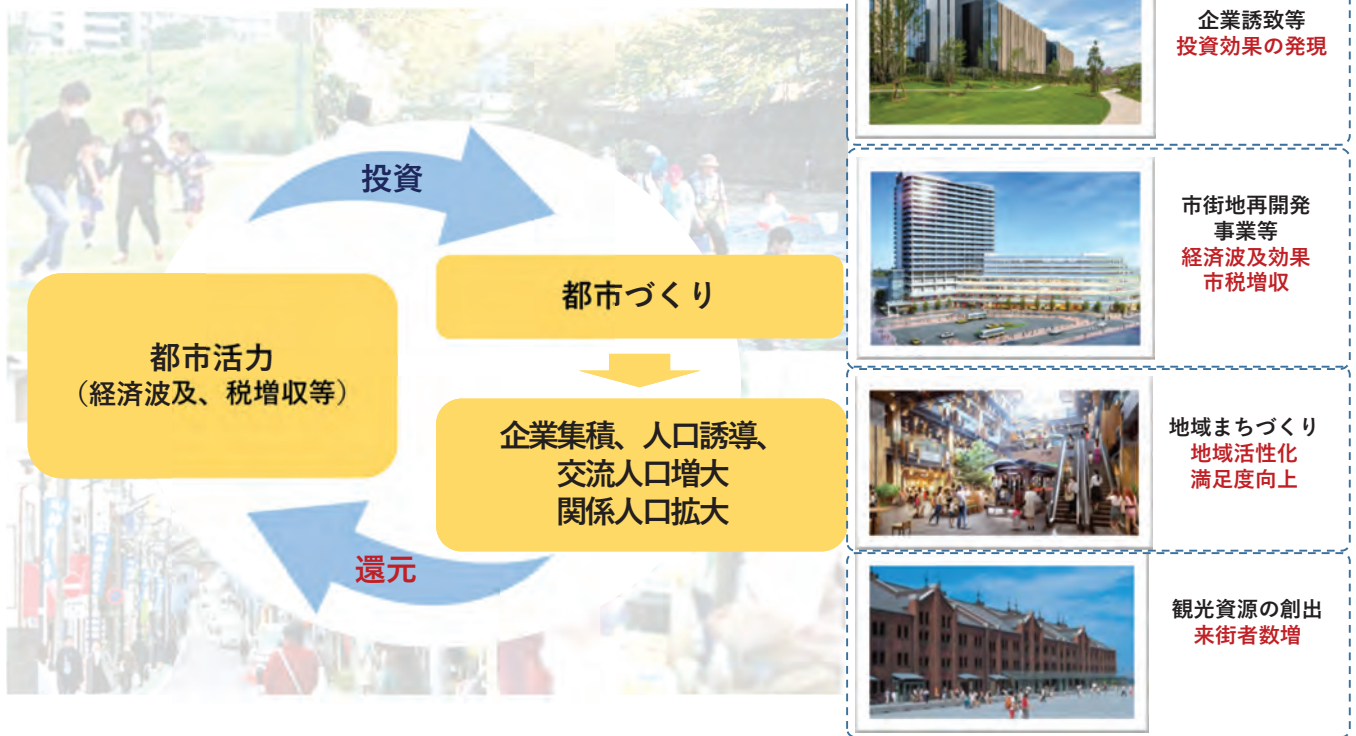 投資
都市づくり
都市活力
（経済波及、税増収等）
企業集積、人口誘導、
交流人口増大
関係人口拡大
還元
企業誘致等
投資効果の発現
市街地再開発
事業等
経済波及効果
市税増収
地域まちづくり
地域活性化
満足度向上
観光資源の創出
来街者数増